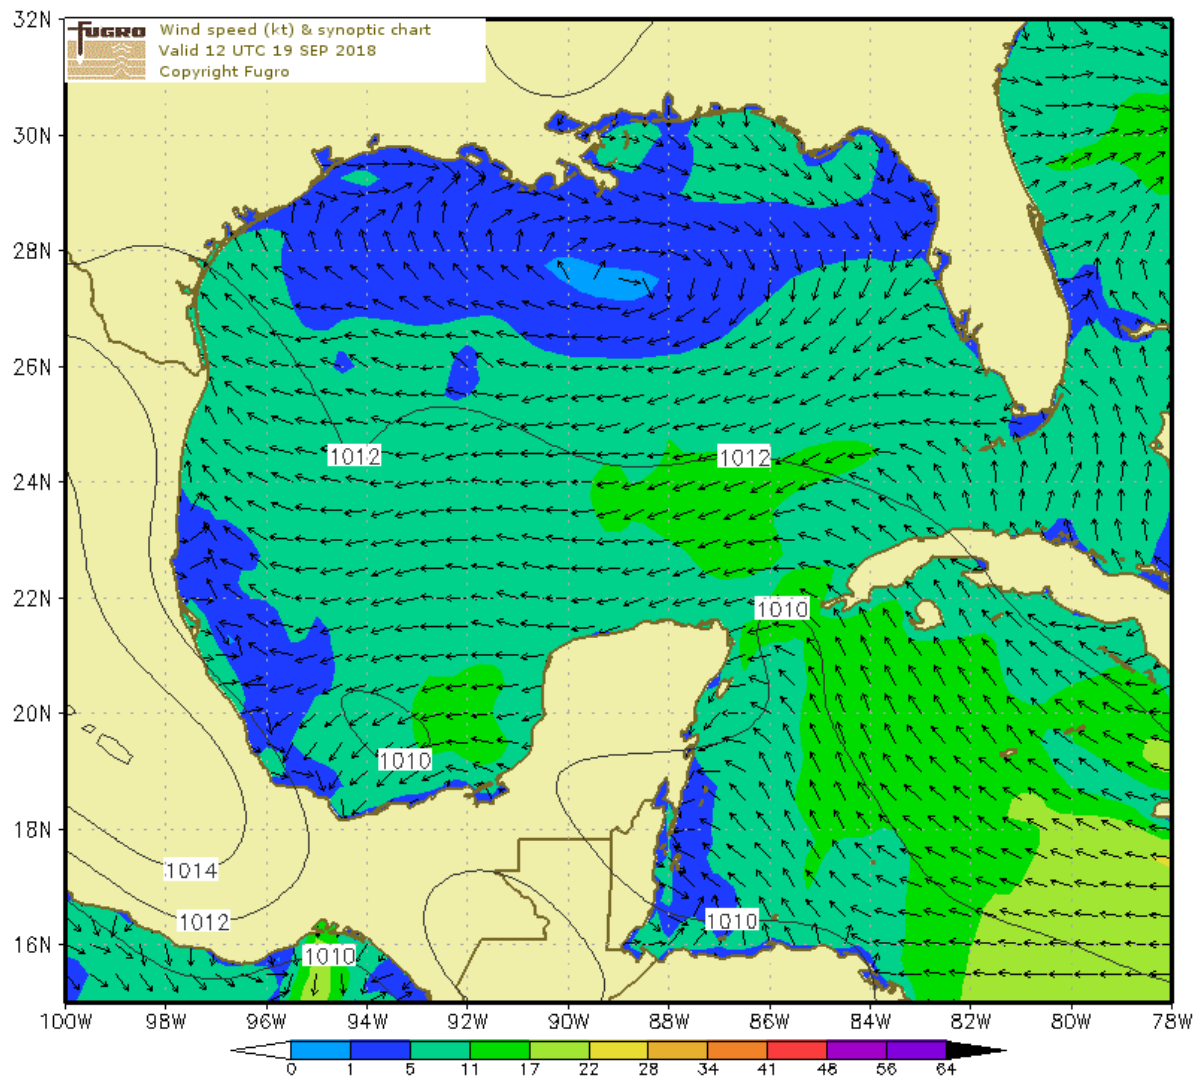 FUGRO
Wind speed (kt) & synoptic chart
Valid 12 UTC 19 SEP 2018
Copyright Fugro
32N
30N
28N
26N
24N
22N
20N
18N
16N
1012
1012
1010
1010
1014
1012
1010
1010
100W 98W 96W 94W 92W 90W 88W 86W 84W 82W 80W 78W
0 1 5 11 17 22 28 34 41 48 56 64